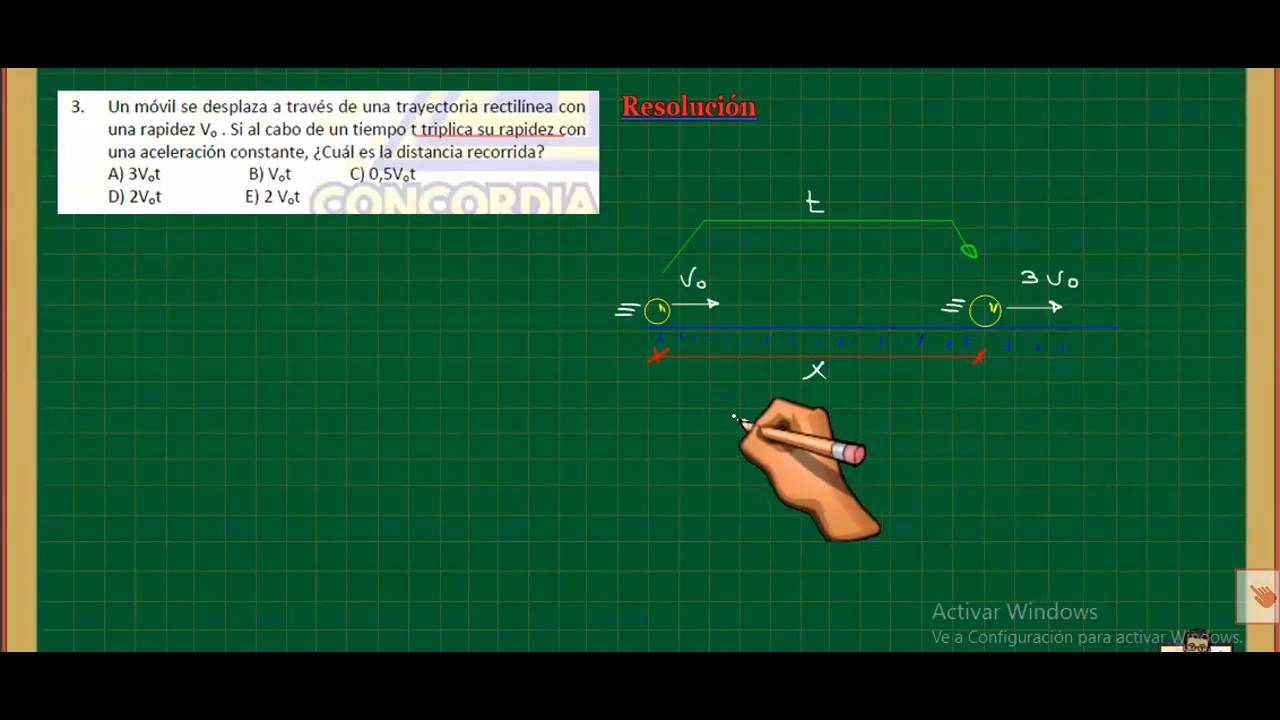 3. Un móvil se desplaza a través de una trayectoria rectilínea con
una rapidez V₀ . Si al cabo de un tiempo t triplica su rapidez con
una aceleración constante, ¿Cuál es la distancia recorrida?
A) 3V₀t B) V₀t C) 0,5V₀t
D) 2V₀t E) 2 V₀t
CONCORDIA
Resolución
t
V₀
3 V₀
x
Activar Windows
Ve a Configuración para activar Windows.